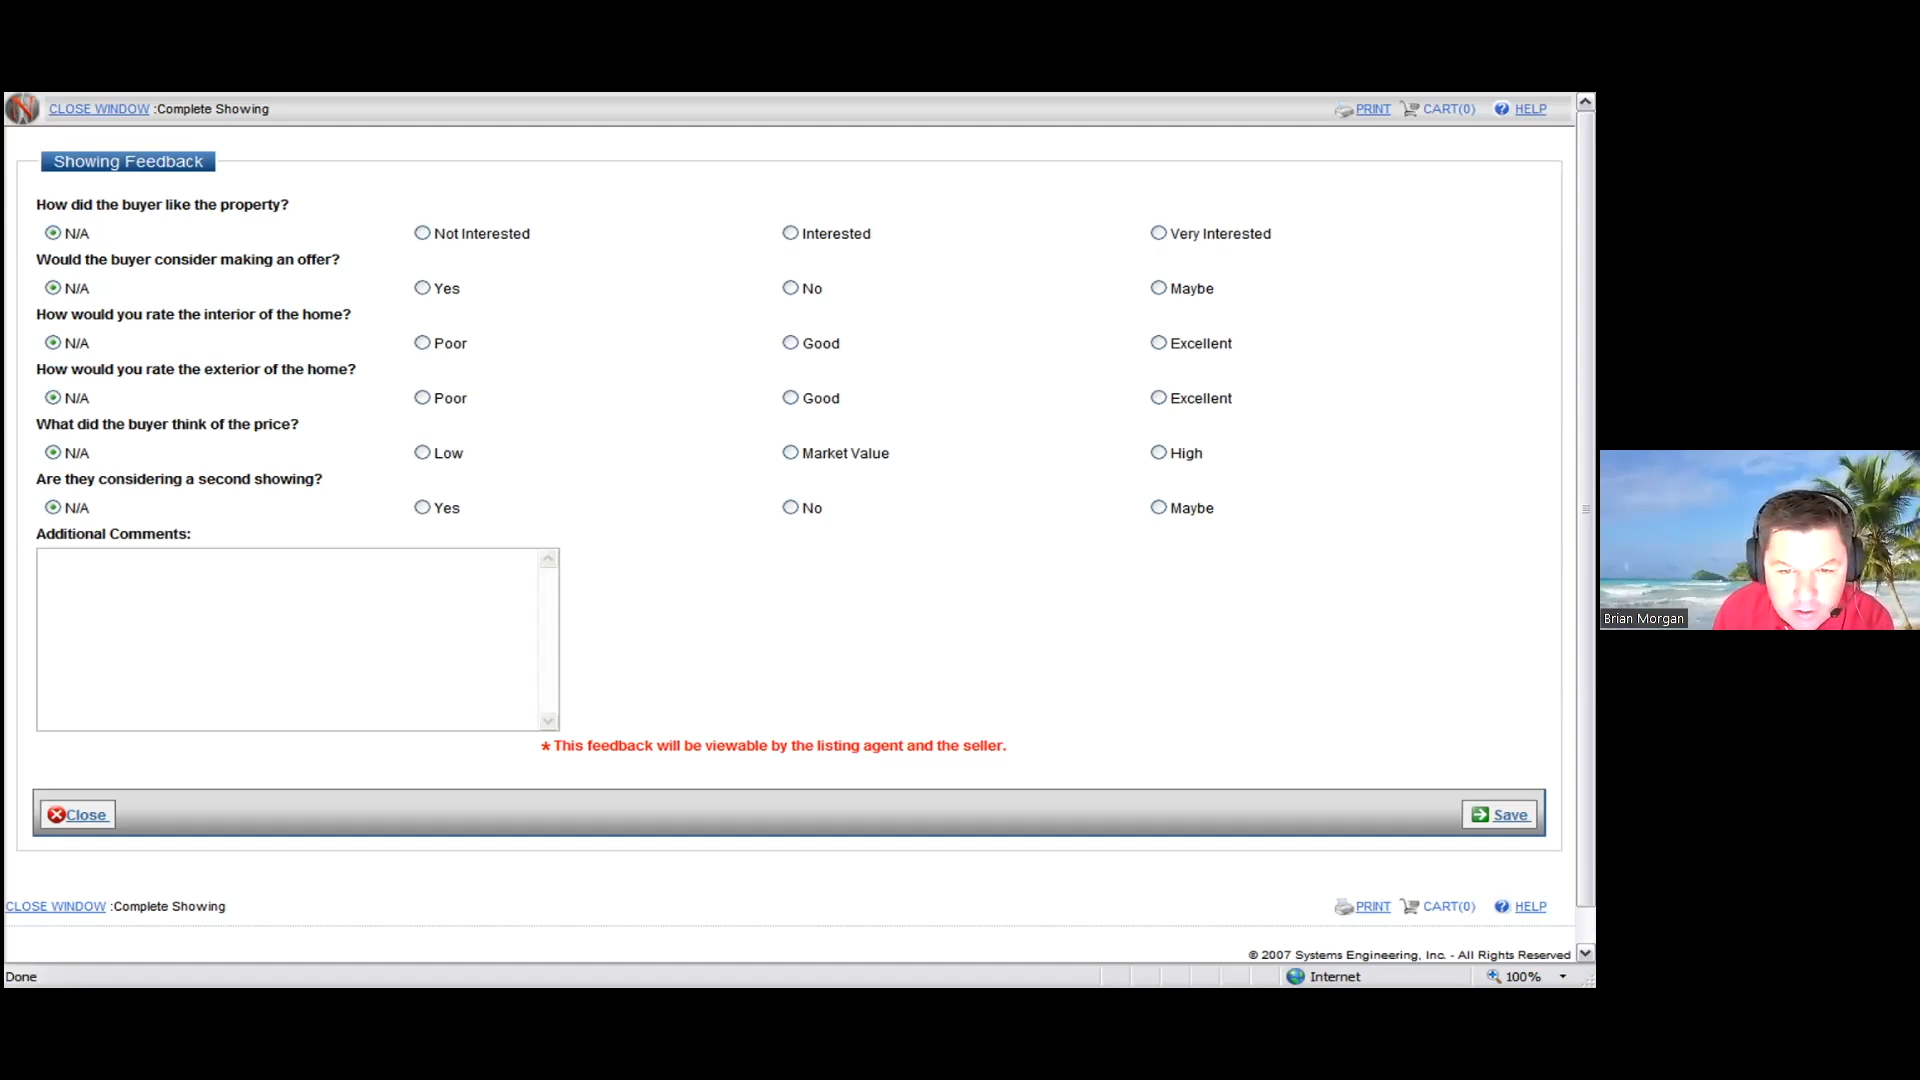 CLOSE WINDOW :Complete Showing PRINT CART(0) HELP
Showing Feedback
How did the buyer like the property?
N/A Not Interested Interested Very Interested
Would the buyer consider making an offer?
N/A Yes No Maybe
How would you rate the interior of the home?
N/A Poor Good Excellent
How would you rate the exterior of the home?
N/A Poor Good Excellent
What did the buyer think of the price?
N/A Low Market Value High
Are they considering a second showing?
N/A Yes No Maybe
Additional Comments:
Brian Morgan
* This feedback will be viewable by the listing agent and the seller.
Close Save
CLOSE WINDOW :Complete Showing PRINT CART(0) HELP
© 2007 Systems Engineering, Inc. - All Rights Reserved
Done Internet 100%